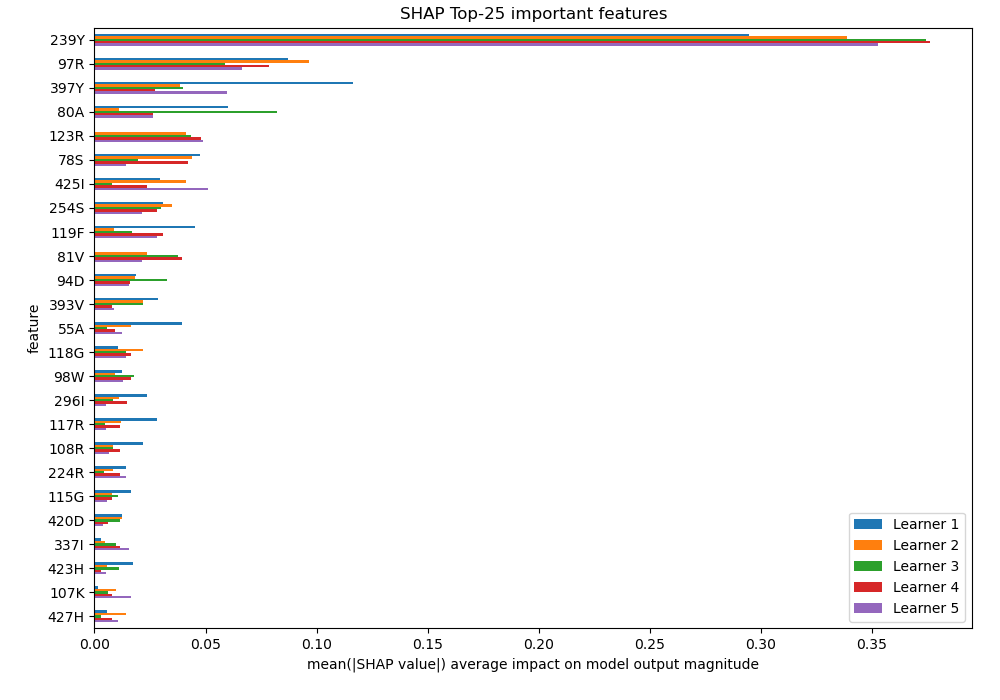 SHAP Top-25 important features
239Y
97R
397Y
80A
123R
78S
425I
254S
119F
81V
94D
393V
55A
118G
98W
296I
117R
108R
224R
115G
420D
337I
423H
107K
427H
feature
Learner 1
Learner 2
Learner 3
Learner 4
Learner 5
0.00 0.05 0.10 0.15 0.20 0.25 0.30 0.35
mean(|SHAP value|) average impact on model output magnitude